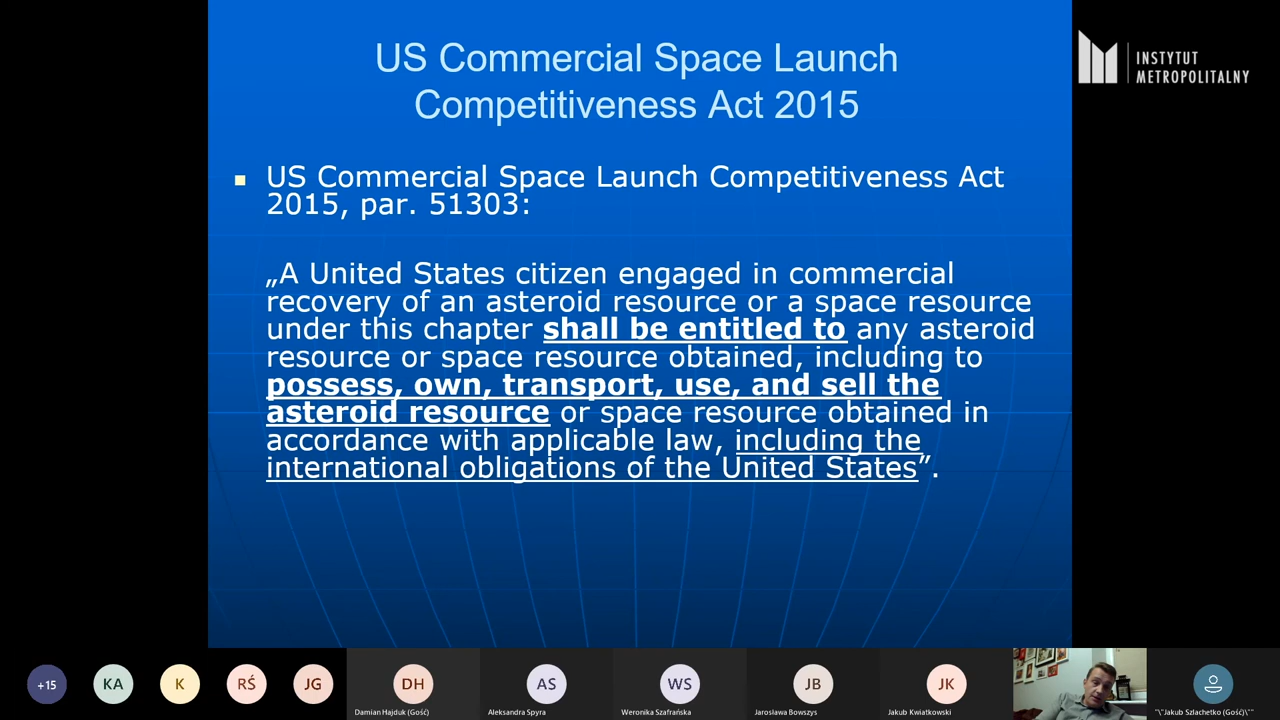 US Commercial Space Launch
Competitiveness Act 2015
INSTYTUT
METROPOLITALNY
US Commercial Space Launch Competitiveness Act
2015, par. 51303:
„A United States citizen engaged in commercial
recovery of an asteroid resource or a space resource
under this chapter shall be entitled to any asteroid
resource or space resource obtained, including to
possess, own, transport, use, and sell the
asteroid resource or space resource obtained in
accordance with applicable law, including the
international obligations of the United States”.
+15
KA
K
RŚ
JG
DH
AS
WS
JB
JK
Damian Hajduk (Gość)
Aleksandra Spyra
Weronika Szafrańska
Jarosława Bowszys
Jakub Kwiatkowski
"\"Jakub Szlachetko (Gość)\""